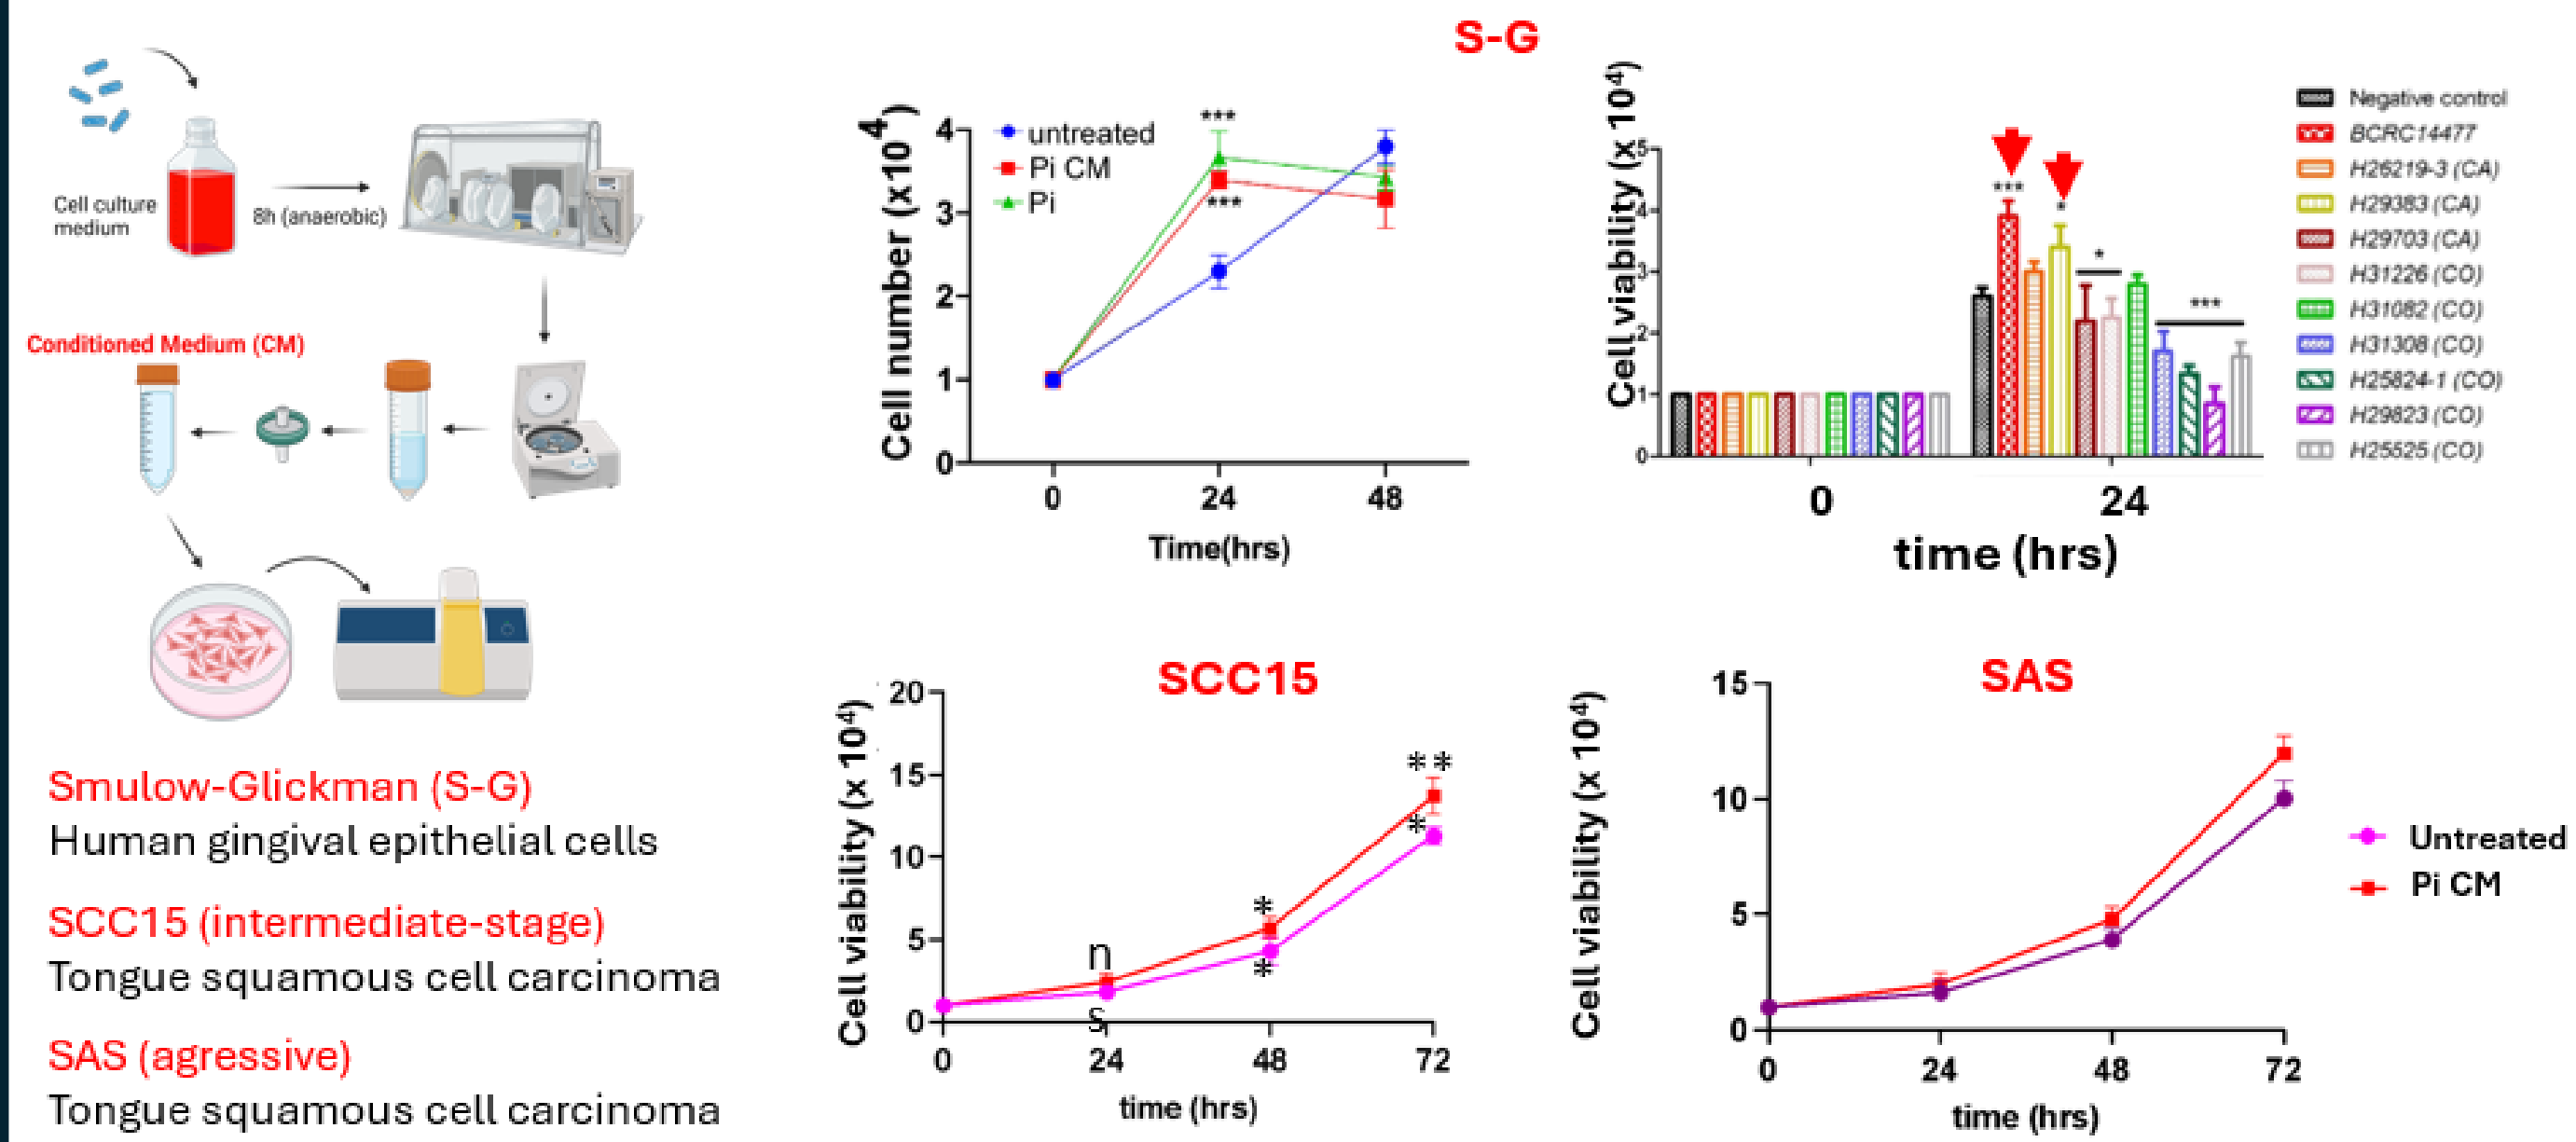 Cell culture
medium
8h (anaerobic)
Conditioned Medium (CM)
Smulow-Glickman (S-G)
Human gingival epithelial cells
SCC15 (intermediate-stage)
Tongue squamous cell carcinoma
SAS (agressive)
Tongue squamous cell carcinoma
S-G
Cell number (x10⁴)
4
3
2
1
0
untreated
Pi CM
Pi
***
***
0 24 48
Time(hrs)
Cell viability (x 10⁴)
5
4
3
2
1
0
***
*
*
***
0 24
time (hrs)
Negative control
BCRC14477
H26219-3 (CA)
H29383 (CA)
H29703 (CA)
H31226 (CO)
H31082 (CO)
H31308 (CO)
H25824-1 (CO)
H29823 (CO)
H25525 (CO)
SCC15
Cell viability (x 10⁴)
20
15
10
5
0
n
s
*
*
* *
*
0 24 48 72
time (hrs)
SAS
Cell viability (x 10⁴)
15
10
5
0
0 24 48 72
time (hrs)
Untreated
Pi CM